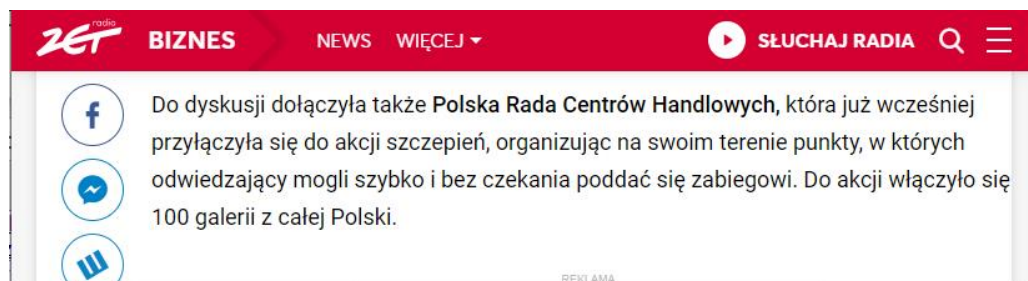 radio
ZET
BIZNES
NEWS
WIĘCEJ
SŁUCHAJ RADIA
Do dyskusji dołączyła także Polska Rada Centrów Handlowych, która już wcześniej
przyłączyła się do akcji szczepień, organizując na swoim terenie punkty, w których
odwiedzający mogli szybko i bez czekania poddać się zabiegowi. Do akcji włączyło się
100 galerii z całej Polski.
REKLAMA